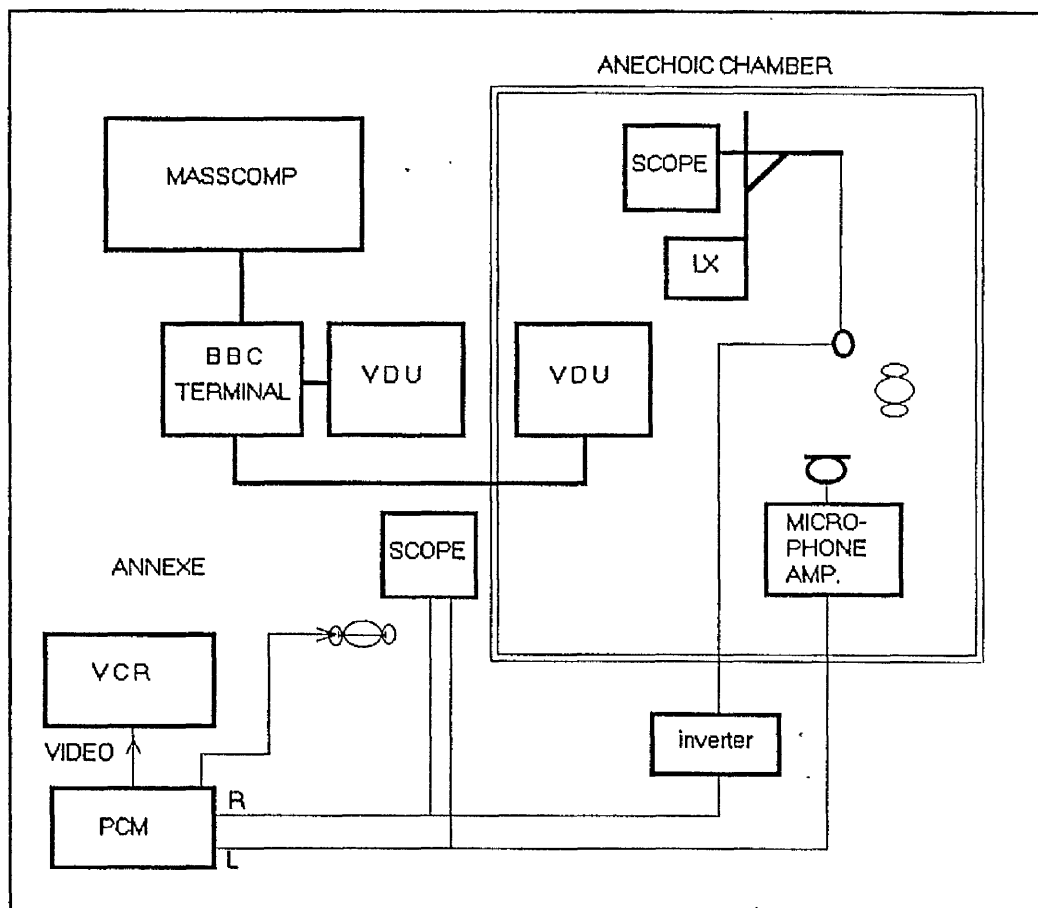 ANECHOIC CHAMBER
MASSCOMP
SCOPE
LX
BBC
TERMINAL
VDU
VDU
MICRO-
PHONE
AMP.
SCOPE
ANNEXE
VCR
VIDEO
inverter
PCM
R
L